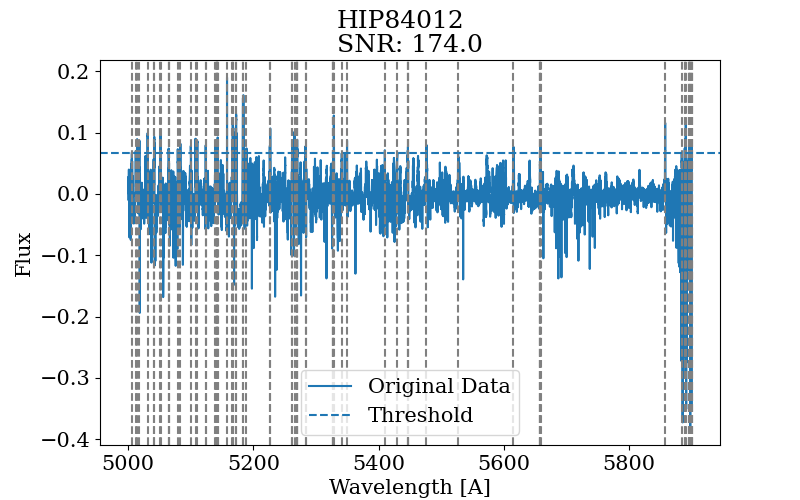 HIP84012
SNR: 174.0
0.2
0.1
0.0
−0.1
−0.2
−0.3
−0.4
Flux
Original Data
Threshold
5000 5200 5400 5600 5800
Wavelength [A]